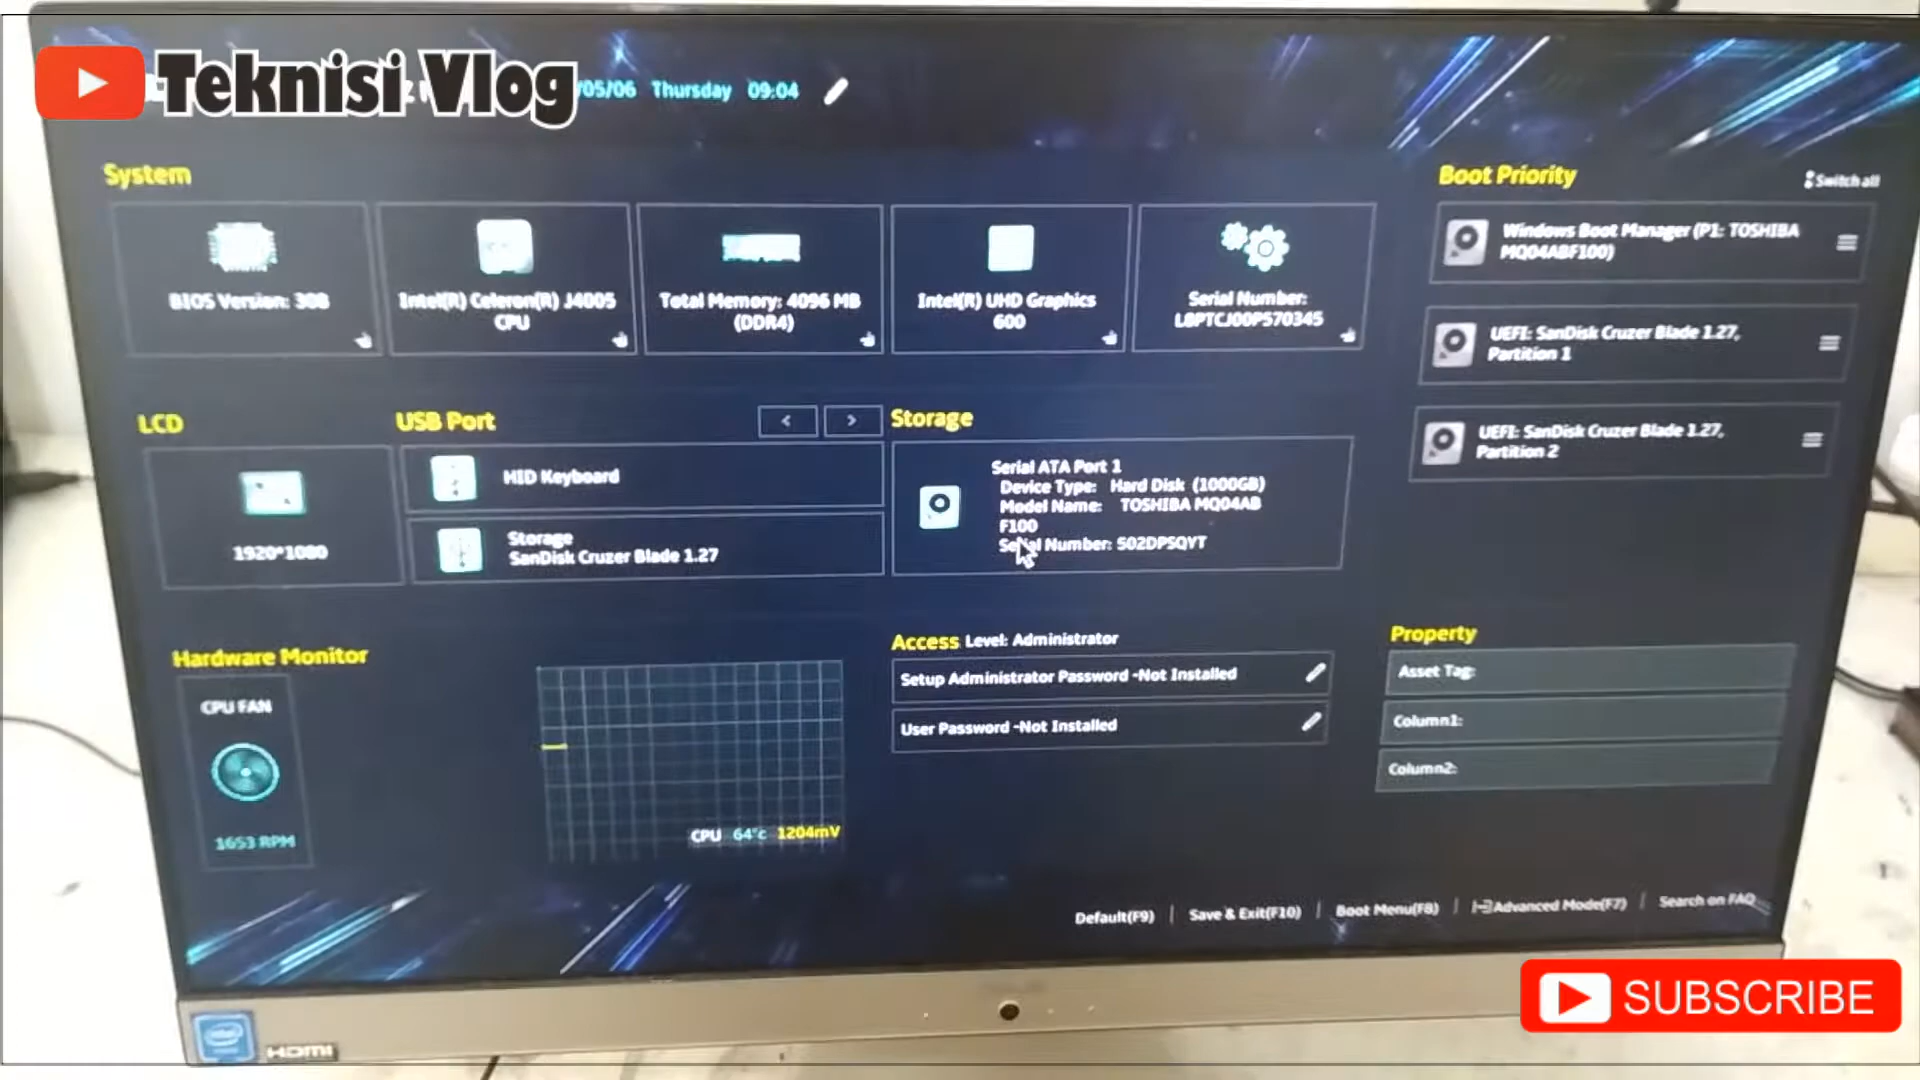 Teknisi Vlog
/05/06 Thursday 09:04
System
BIOS Version: 308
Intel(R) Celeron(R) J4005
CPU
Total Memory: 4096 MB
(DDR4)
Intel(R) UHD Graphics
600
Serial Number:
L8PTCJ00P570345
Boot Priority
Switch all
Windows Boot Manager (P1: TOSHIBA
MQ04ABF100)
UEFI: SanDisk Cruzer Blade 1.27,
Partition 1
UEFI: SanDisk Cruzer Blade 1.27,
Partition 2
LCD
1920*1080
USB Port
< >
HID Keyboard
Storage
SanDisk Cruzer Blade 1.27
Storage
Serial ATA Port 1
Device Type: Hard Disk (1000GB)
Model Name: TOSHIBA MQ04AB
F100
Serial Number: 502DPSQYT
Hardware Monitor
CPU FAN
1653 RPM
CPU 64°c 1204mV
Access Level: Administrator
Setup Administrator Password -Not Installed
User Password -Not Installed
Property
Asset Tag:
Column1:
Column2:
Default(F9) | Save & Exit(F10) | Boot Menu(F8) | Advanced Mode(F7) | Search on FAQ
intel
HDMI
SUBSCRIBE